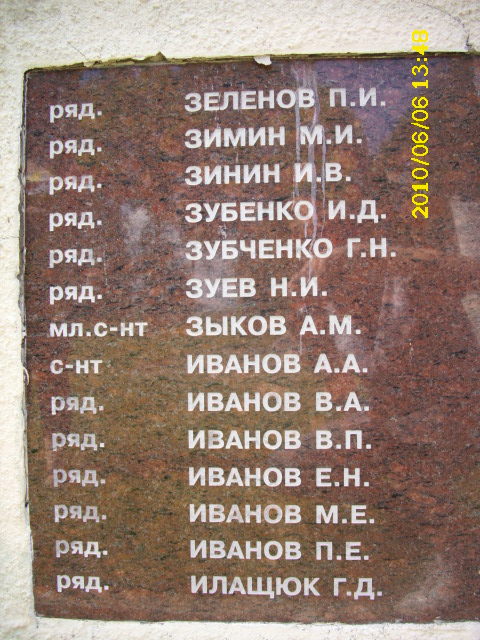 ряд. ЗЕЛЕНОВ П.И.
ряд. ЗИМИН М.И.
ряд. ЗИНИН И.В.
ряд. ЗУБЕНКО И.Д.
ряд. ЗУБЧЕНКО Г.Н.
ряд. ЗУЕВ Н.И.
мл.с-нт ЗЫКОВ А.М.
с-нт ИВАНОВ А.А.
ряд. ИВАНОВ В.А.
ряд. ИВАНОВ В.П.
ряд. ИВАНОВ Е.Н.
ряд. ИВАНОВ М.Е.
ряд. ИВАНОВ П.Е.
ряд. ИЛАЩЮК Г.Д.
2010/06/06 13:48